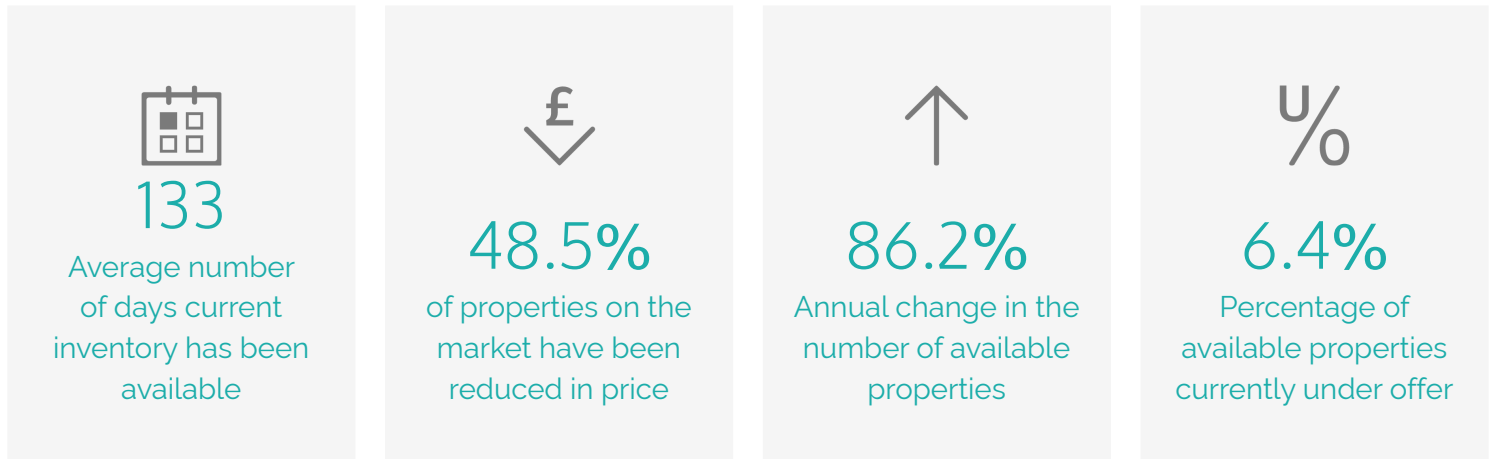 133
Average number
of days current
inventory has been
available
£
48.5%
of properties on the
market have been
reduced in price
86.2%
Annual change in the
number of available
properties
U%
6.4%
Percentage of
available properties
currently under offer